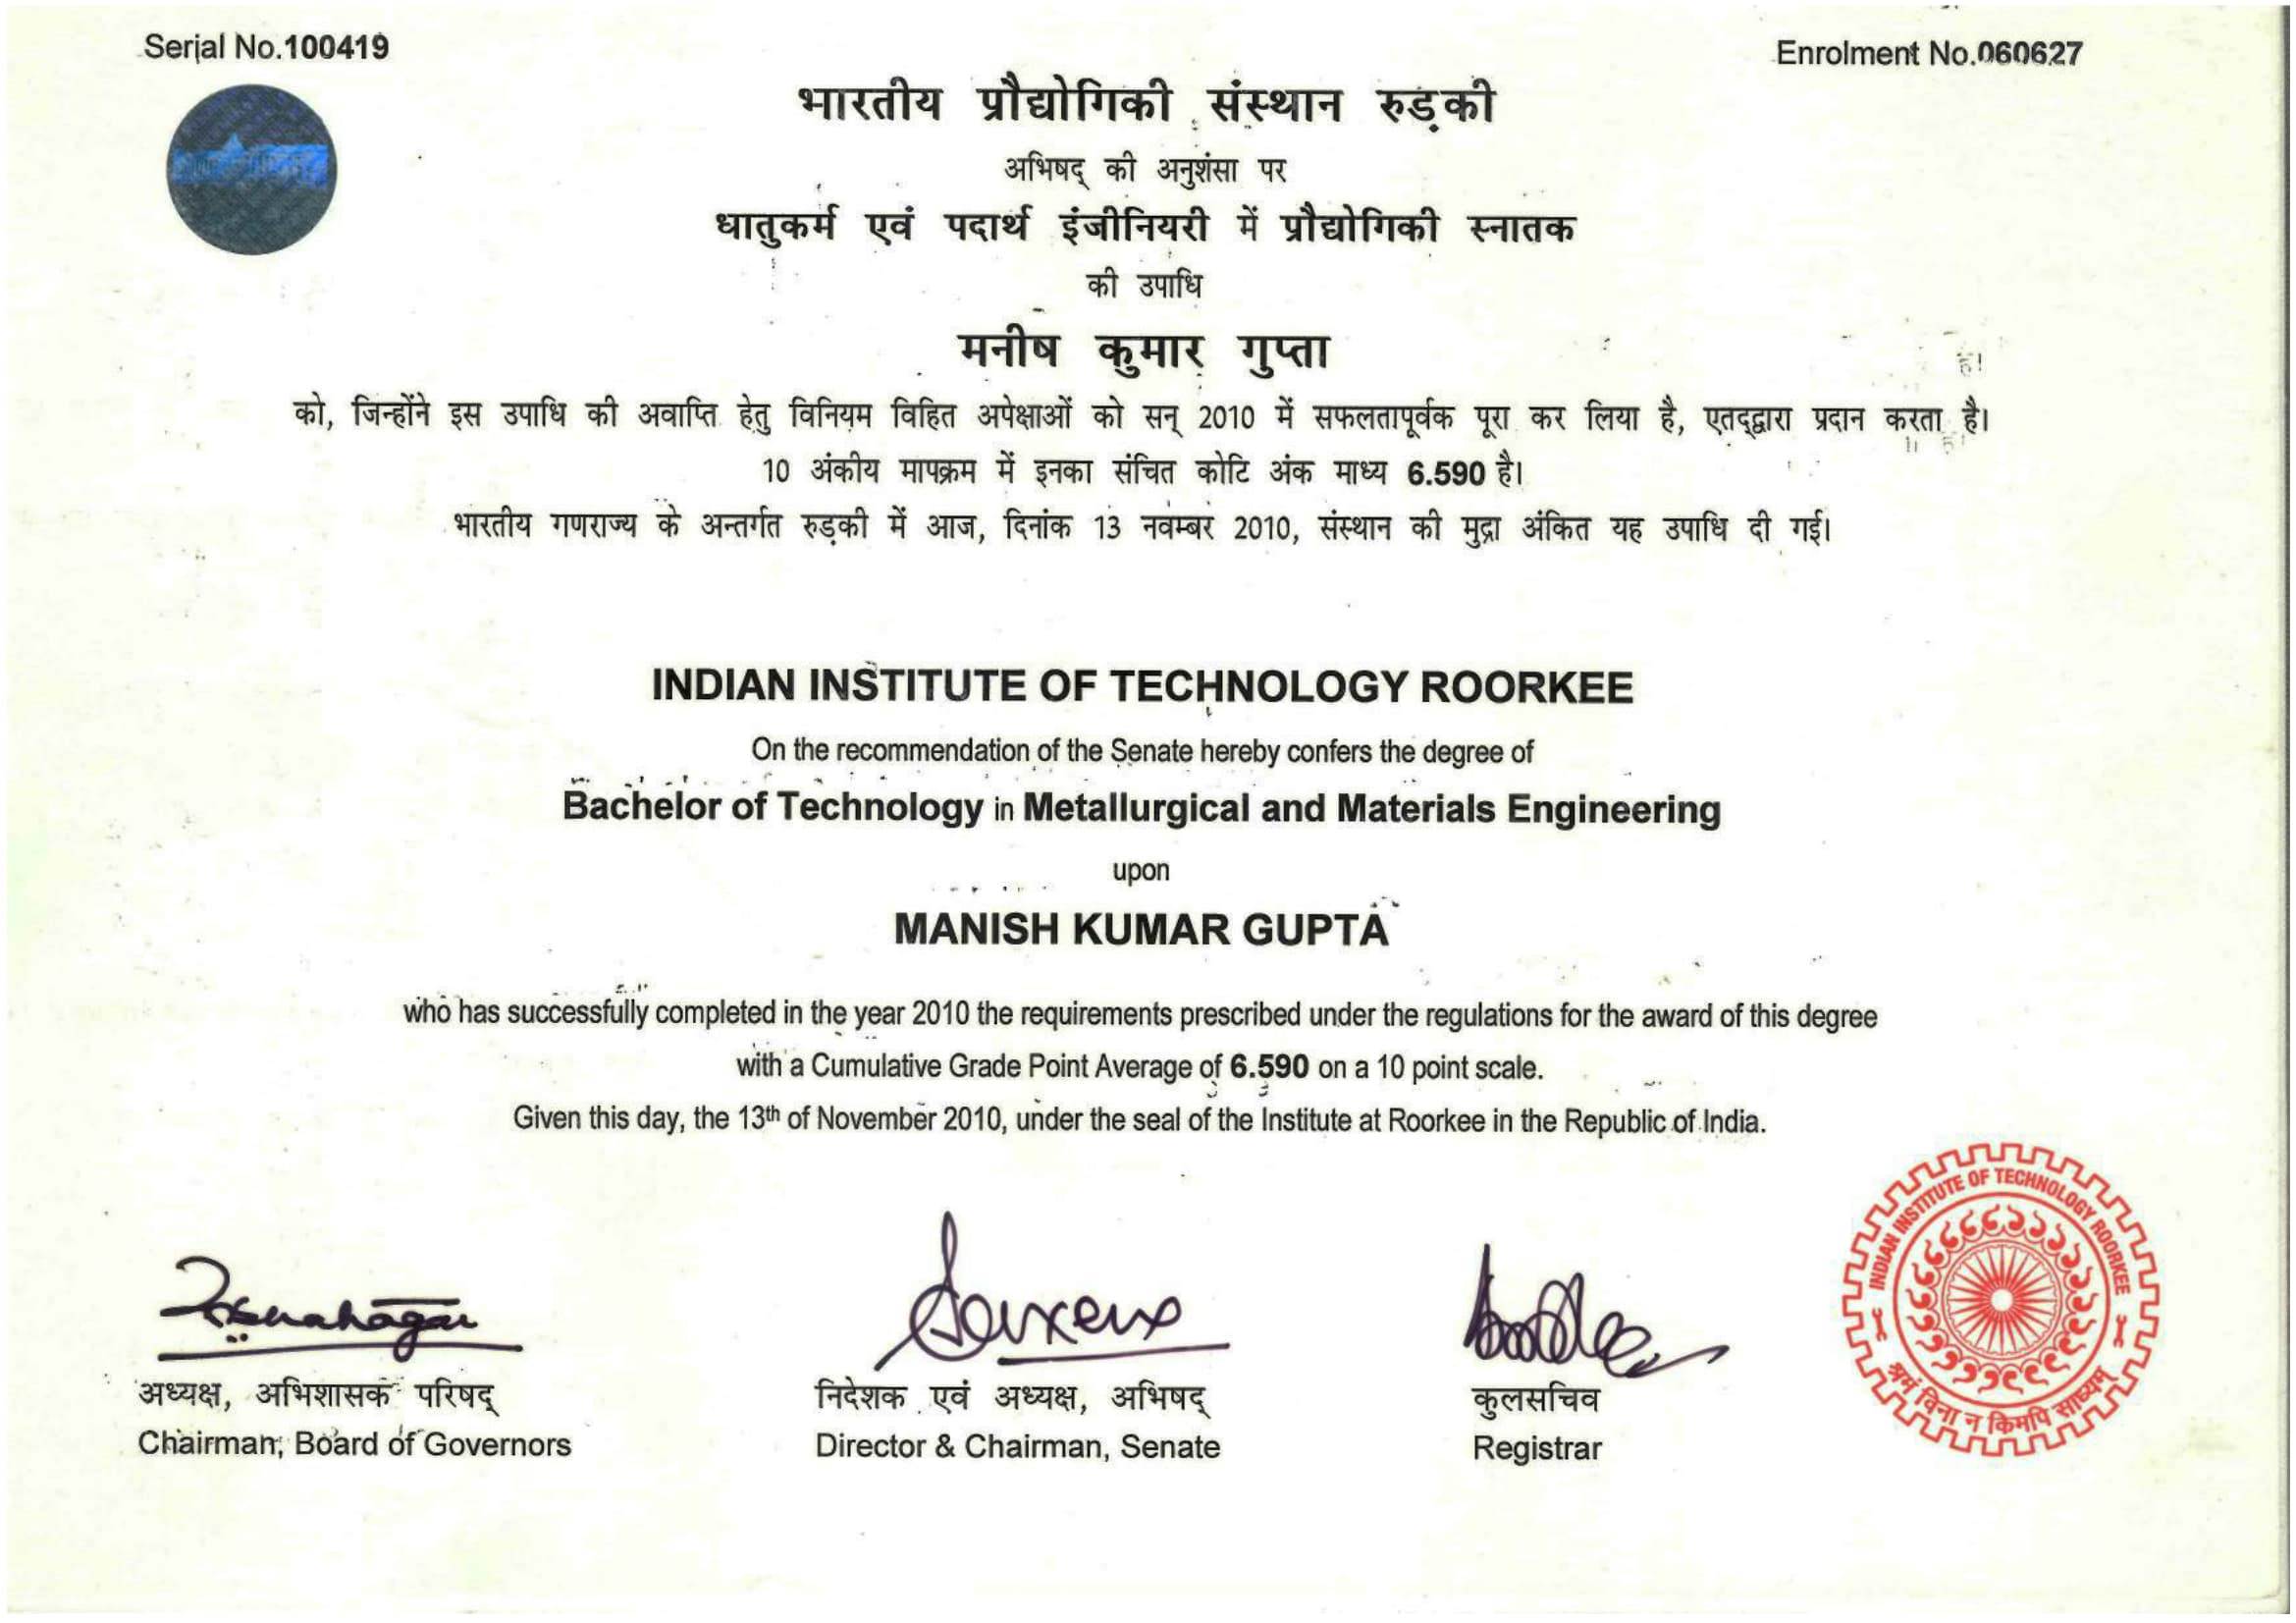 Serial No.100419
Enrolment No.060627
भारतीय प्रौद्योगिकी संस्थान रुड़की
अभिषद् की अनुशंसा पर
धातुकर्म एवं पदार्थ इंजीनियरी में प्रौद्योगिकी स्नातक
की उपाधि
मनीष कुमार गुप्ता
को, जिन्होंने इस उपाधि की अवाप्ति हेतु विनियम विहित अपेक्षाओं को सन् 2010 में सफलतापूर्वक पूरा कर लिया है, एतद्द्वारा प्रदान करता है।
10 अंकीय मापक्रम में इनका संचित कोटि अंक माध्य 6.590 है।
भारतीय गणराज्य के अन्तर्गत रुड़की में आज, दिनांक 13 नवम्बर 2010, संस्थान की मुद्रा अंकित यह उपाधि दी गई।
INDIAN INSTITUTE OF TECHNOLOGY ROORKEE
On the recommendation of the Senate hereby confers the degree of
Bachelor of Technology in Metallurgical and Materials Engineering
upon
MANISH KUMAR GUPTA
who has successfully completed in the year 2010 the requirements prescribed under the regulations for the award of this degree
with a Cumulative Grade Point Average of 6.590 on a 10 point scale.
Given this day, the 13th of November 2010, under the seal of the Institute at Roorkee in the Republic of India.
अध्यक्ष, अभिशासक परिषद्
Chairman, Board of Governors
निदेशक एवं अध्यक्ष, अभिषद्
Director & Chairman, Senate
कुलसचिव
Registrar
INDIAN INSTITUTE OF TECHNOLOGY ROORKEE
श्रमं विना न किमपि साध्यम्